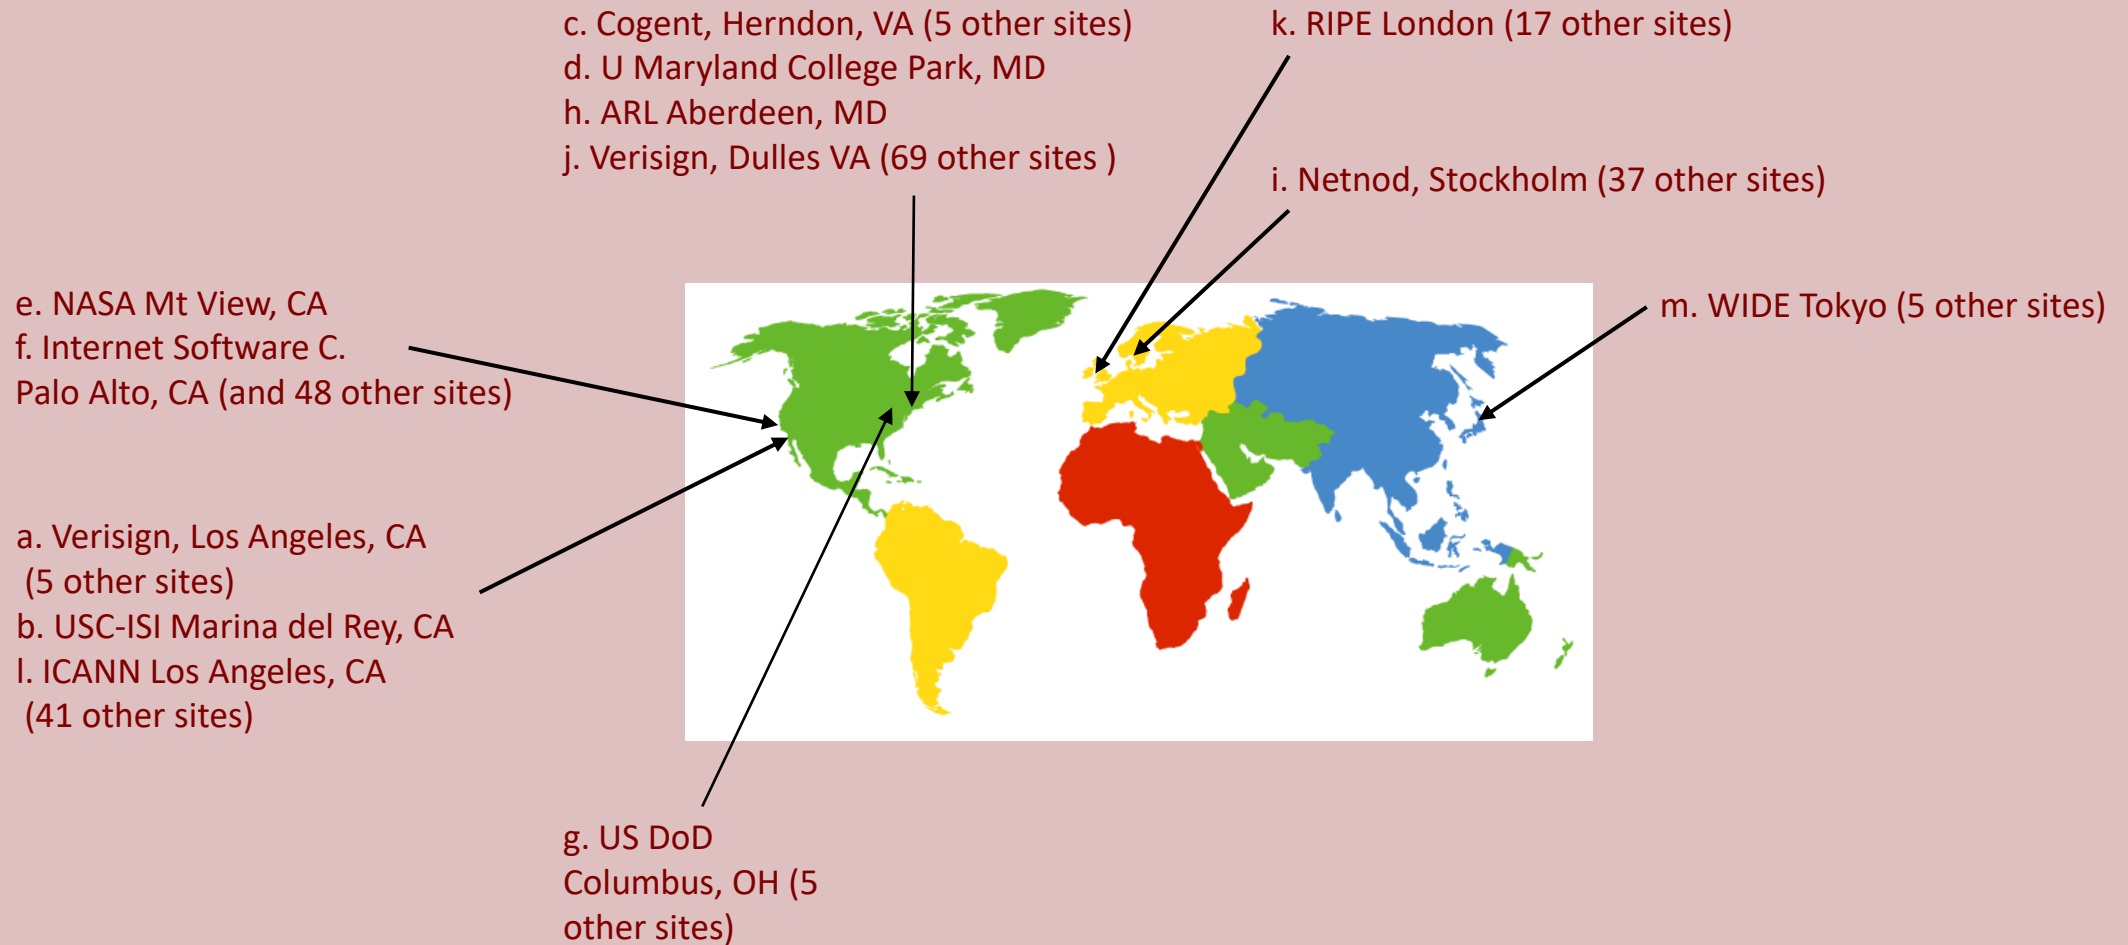 c. Cogent, Herndon, VA (5 other sites)
d. U Maryland College Park, MD
h. ARL Aberdeen, MD
j. Verisign, Dulles VA (69 other sites )
k. RIPE London (17 other sites)
i. Netnod, Stockholm (37 other sites)
m. WIDE Tokyo (5 other sites)
e. NASA Mt View, CA
f. Internet Software C.
Palo Alto, CA (and 48 other sites)
a. Verisign, Los Angeles, CA
(5 other sites)
b. USC-ISI Marina del Rey, CA
l. ICANN Los Angeles, CA
(41 other sites)
g. US DoD
Columbus, OH (5
other sites)